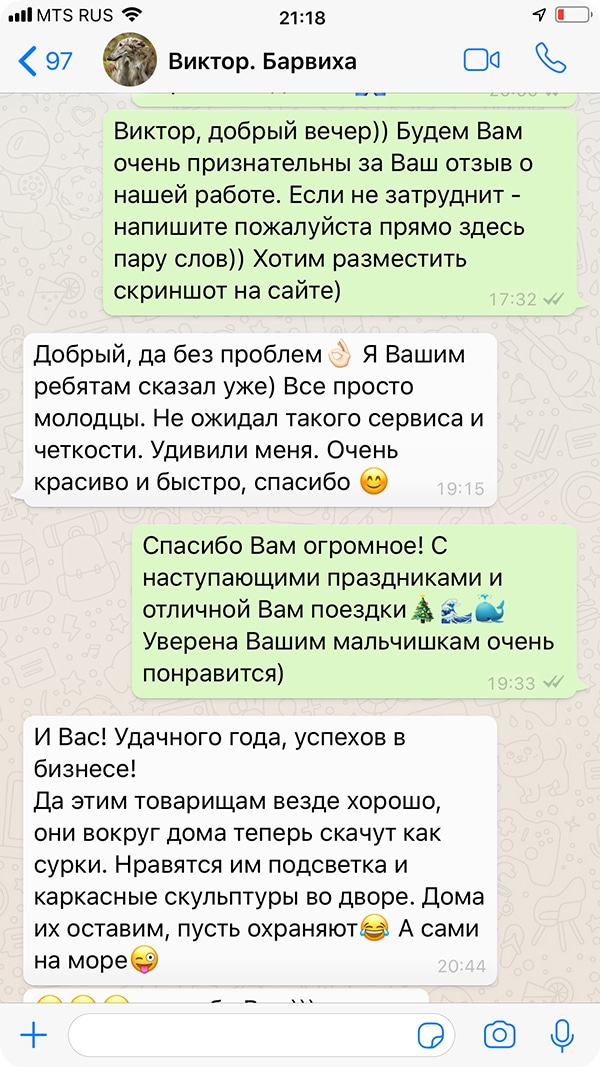 MTS RUS
21:18
97
Виктор. Барвиха
Виктор, добрый вечер)) Будем Вам
очень признательны за Ваш отзыв о
нашей работе. Если не затруднит -
напишите пожалуйста прямо здесь
пару слов)) Хотим разместить
скриншот на сайте)
17:32
Добрый, да без проблем👌🏻 Я Вашим
ребятам сказал уже) Все просто
молодцы. Не ожидал такого сервиса и
четкости. Удивили меня. Очень
красиво и быстро, спасибо 😊
19:15
Спасибо Вам огромное! С
наступающими праздниками и
отличной Вам поездки🎄🌊🐳
Уверена Вашим мальчишкам очень
понравится)
19:33
И Вас! Удачного года, успехов в
бизнесе!
Да этим товарищам везде хорошо,
они вокруг дома теперь скачут как
сурки. Нравятся им подсветка и
каркасные скульптуры во дворе. Дома
их оставим, пусть охраняют😂 А сами
на море😜
20:44